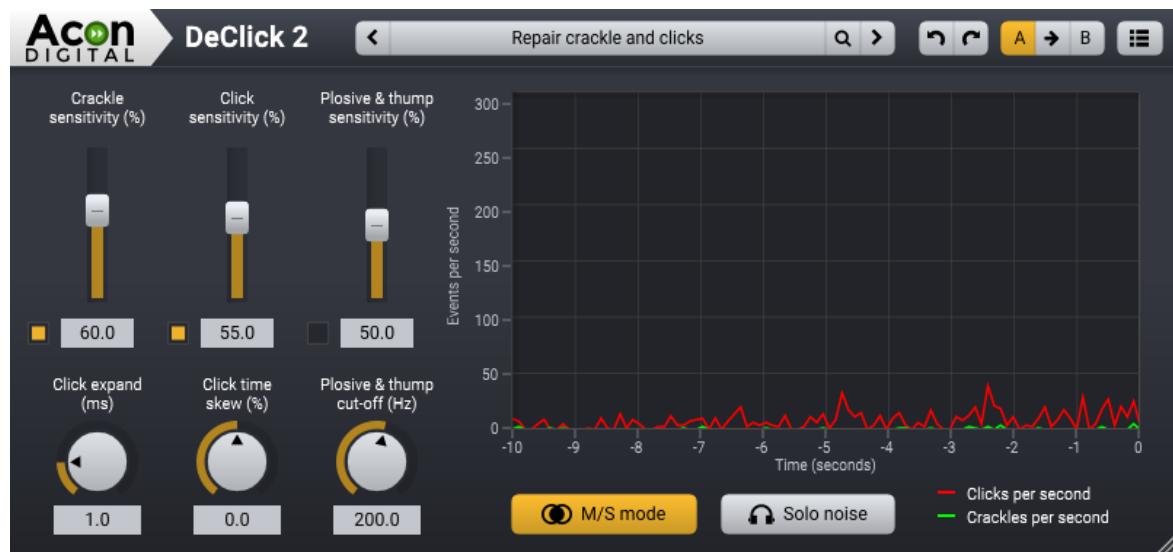 Acon
DIGITAL
DeClick 2
Repair crackle and clicks
A
B
Crackle
sensitivity (%)
Click
sensitivity (%)
Plosive & thump
sensitivity (%)
60.0
55.0
50.0
Click expand
(ms)
Click time
skew (%)
Plosive & thump
cut-off (Hz)
1.0
0.0
200.0
Events per second
300
250
200
150
100
50
0
-10
-9
-8
-7
-6
-5
-4
-3
-2
-1
0
Time (seconds)
M/S mode
Solo noise
Clicks per second
Crackles per second